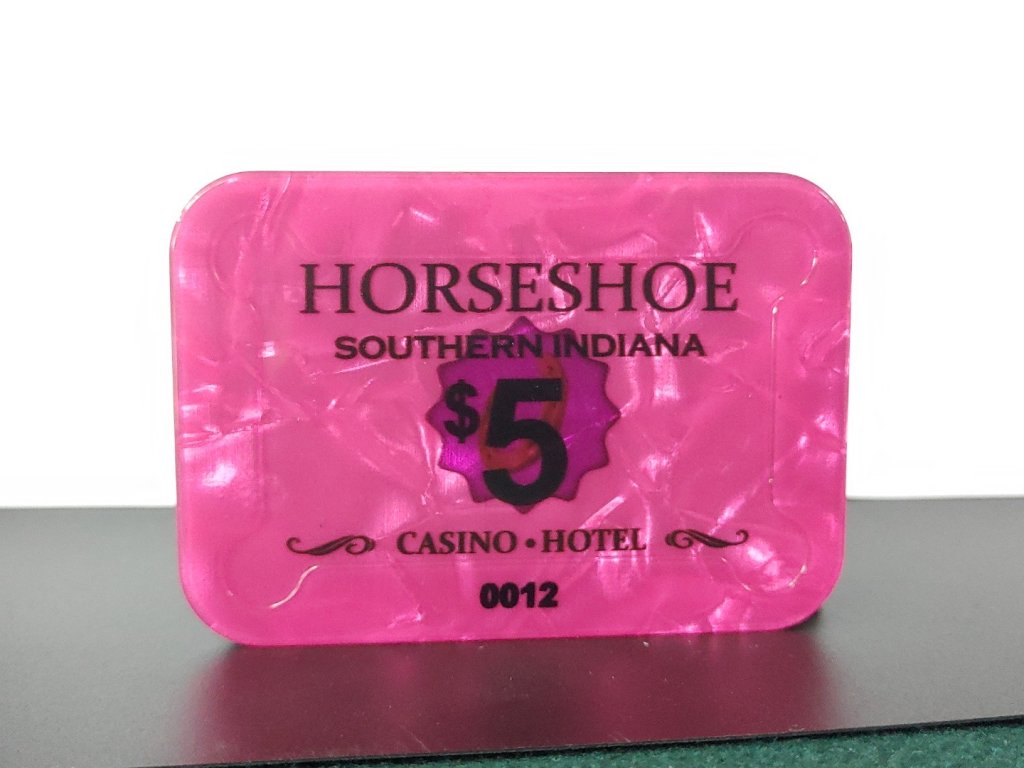 HORSESHOE
SOUTHERN INDIANA
$5
CASINO • HOTEL
0012